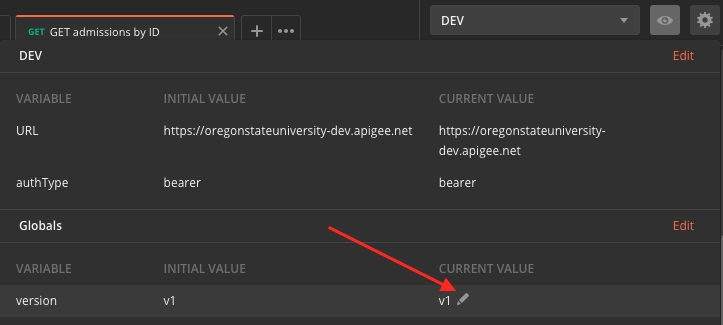 GET GET admissions by ID
DEV
DEV Edit
VARIABLE INITIAL VALUE CURRENT VALUE
URL https://oregonstateuniversity-dev.apigee.net https://oregonstateuniversity-
dev.apigee.net
authType bearer bearer
Globals Edit
VARIABLE INITIAL VALUE CURRENT VALUE
version v1 v1